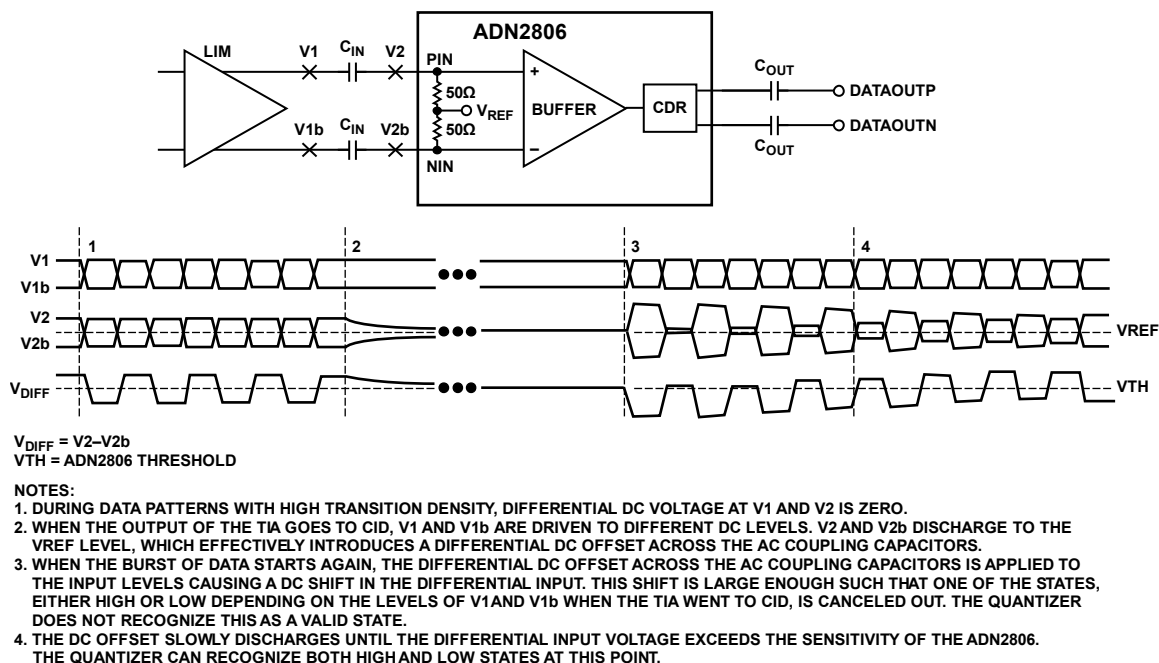 ADN2806
LIM
V1
CIN
V2
PIN
50Ω
VREF
50Ω
+
BUFFER
–
CDR
COUT
DATAOUTP
DATAOUTN
COUT
V1b
CIN
V2b
NIN
1
2
3
4
V1
V1b
V2
V2b
VREF
VDIFF
VTH
VDIFF = V2–V2b
VTH = ADN2806 THRESHOLD
NOTES:
1. DURING DATA PATTERNS WITH HIGH TRANSITION DENSITY, DIFFERENTIAL DC VOLTAGE AT V1 AND V2 IS ZERO.
2. WHEN THE OUTPUT OF THE TIA GOES TO CID, V1 AND V1b ARE DRIVEN TO DIFFERENT DC LEVELS. V2 AND V2b DISCHARGE TO THE
VREF LEVEL, WHICH EFFECTIVELY INTRODUCES A DIFFERENTIAL DC OFFSET ACROSS THE AC COUPLING CAPACITORS.
3. WHEN THE BURST OF DATA STARTS AGAIN, THE DIFFERENTIAL DC OFFSET ACROSS THE AC COUPLING CAPACITORS IS APPLIED TO
THE INPUT LEVELS CAUSING A DC SHIFT IN THE DIFFERENTIAL INPUT. THIS SHIFT IS LARGE ENOUGH SUCH THAT ONE OF THE STATES,
EITHER HIGH OR LOW DEPENDING ON THE LEVELS OF V1 AND V1b WHEN THE TIA WENT TO CID, IS CANCELED OUT. THE QUANTIZER
DOES NOT RECOGNIZE THIS AS A VALID STATE.
4. THE DC OFFSET SLOWLY DISCHARGES UNTIL THE DIFFERENTIAL INPUT VOLTAGE EXCEEDS THE SENSITIVITY OF THE ADN2806.
THE QUANTIZER CAN RECOGNIZE BOTH HIGH AND LOW STATES AT THIS POINT.